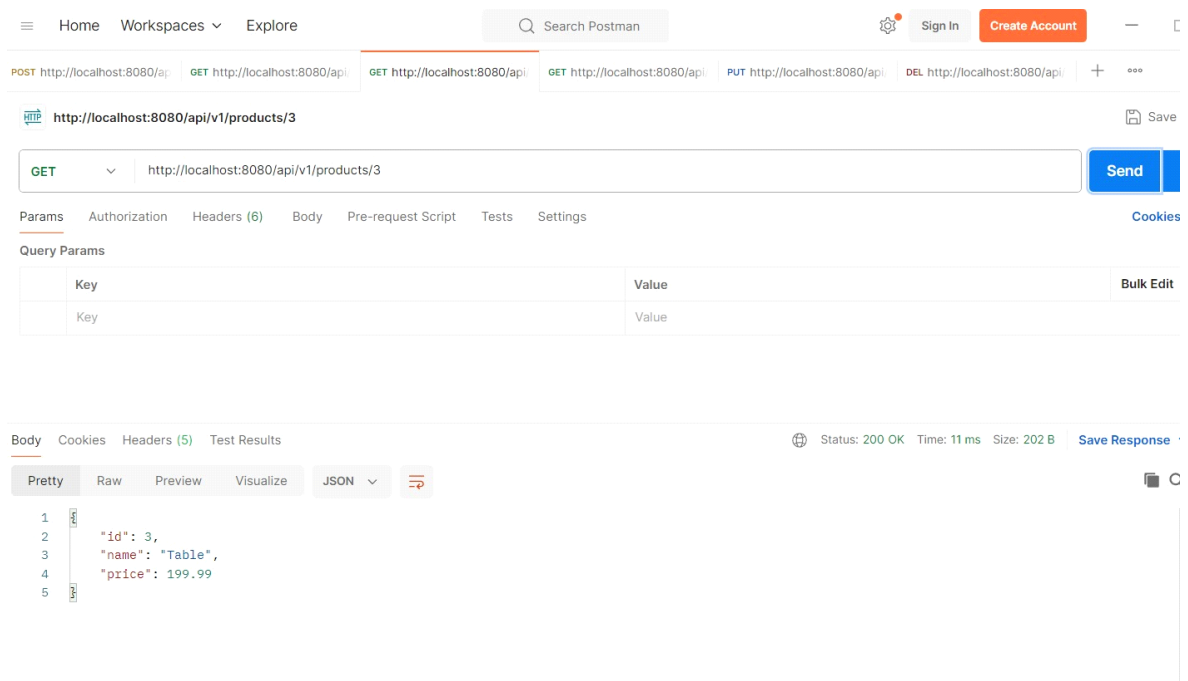 Home Workspaces Explore Search Postman Sign In Create Account
POST http://localhost:8080/ap GET http://localhost:8080/api GET http://localhost:8080/api GET http://localhost:8080/api PUT http://localhost:8080/api DEL http://localhost:8080/api
HTTP http://localhost:8080/api/v1/products/3 Save
GET http://localhost:8080/api/v1/products/3 Send
Params Authorization Headers (6) Body Pre-request Script Tests Settings Cookies
Query Params
Key Value Bulk Edit
Key Value
Body Cookies Headers (5) Test Results Status: 200 OK Time: 11 ms Size: 202 B Save Response
Pretty Raw Preview Visualize JSON
1 {
2 "id": 3,
3 "name": "Table",
4 "price": 199.99
5 }